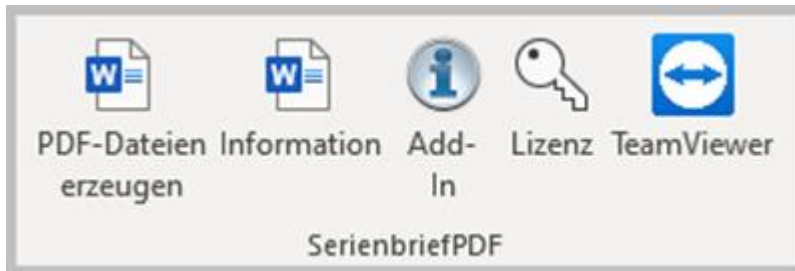 W
W
PDF-Dateien Information Add- Lizenz TeamViewer
erzeugen In
SerienbriefPDF